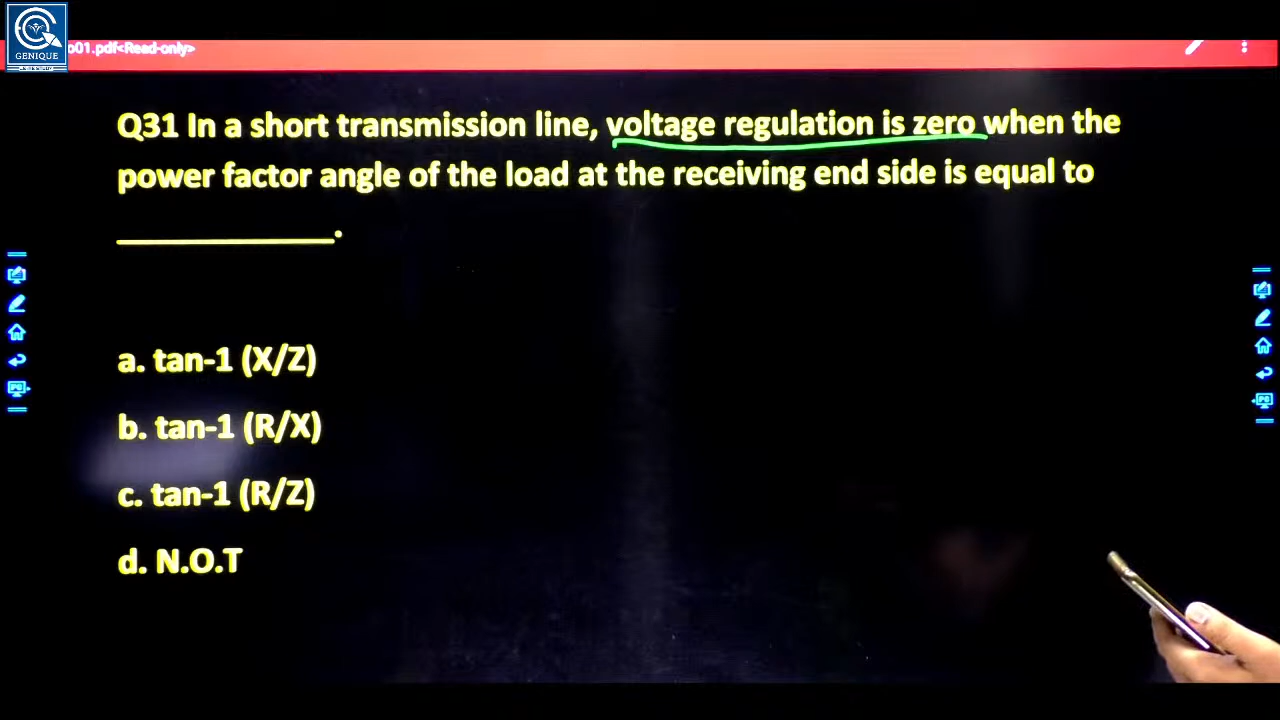 GENIQUE
o01.pdf<Read-only>
Q31 In a short transmission line, voltage regulation is zero when the
power factor angle of the load at the receiving end side is equal to
_______________.
a. tan-1 (X/Z)
b. tan-1 (R/X)
c. tan-1 (R/Z)
d. N.O.T